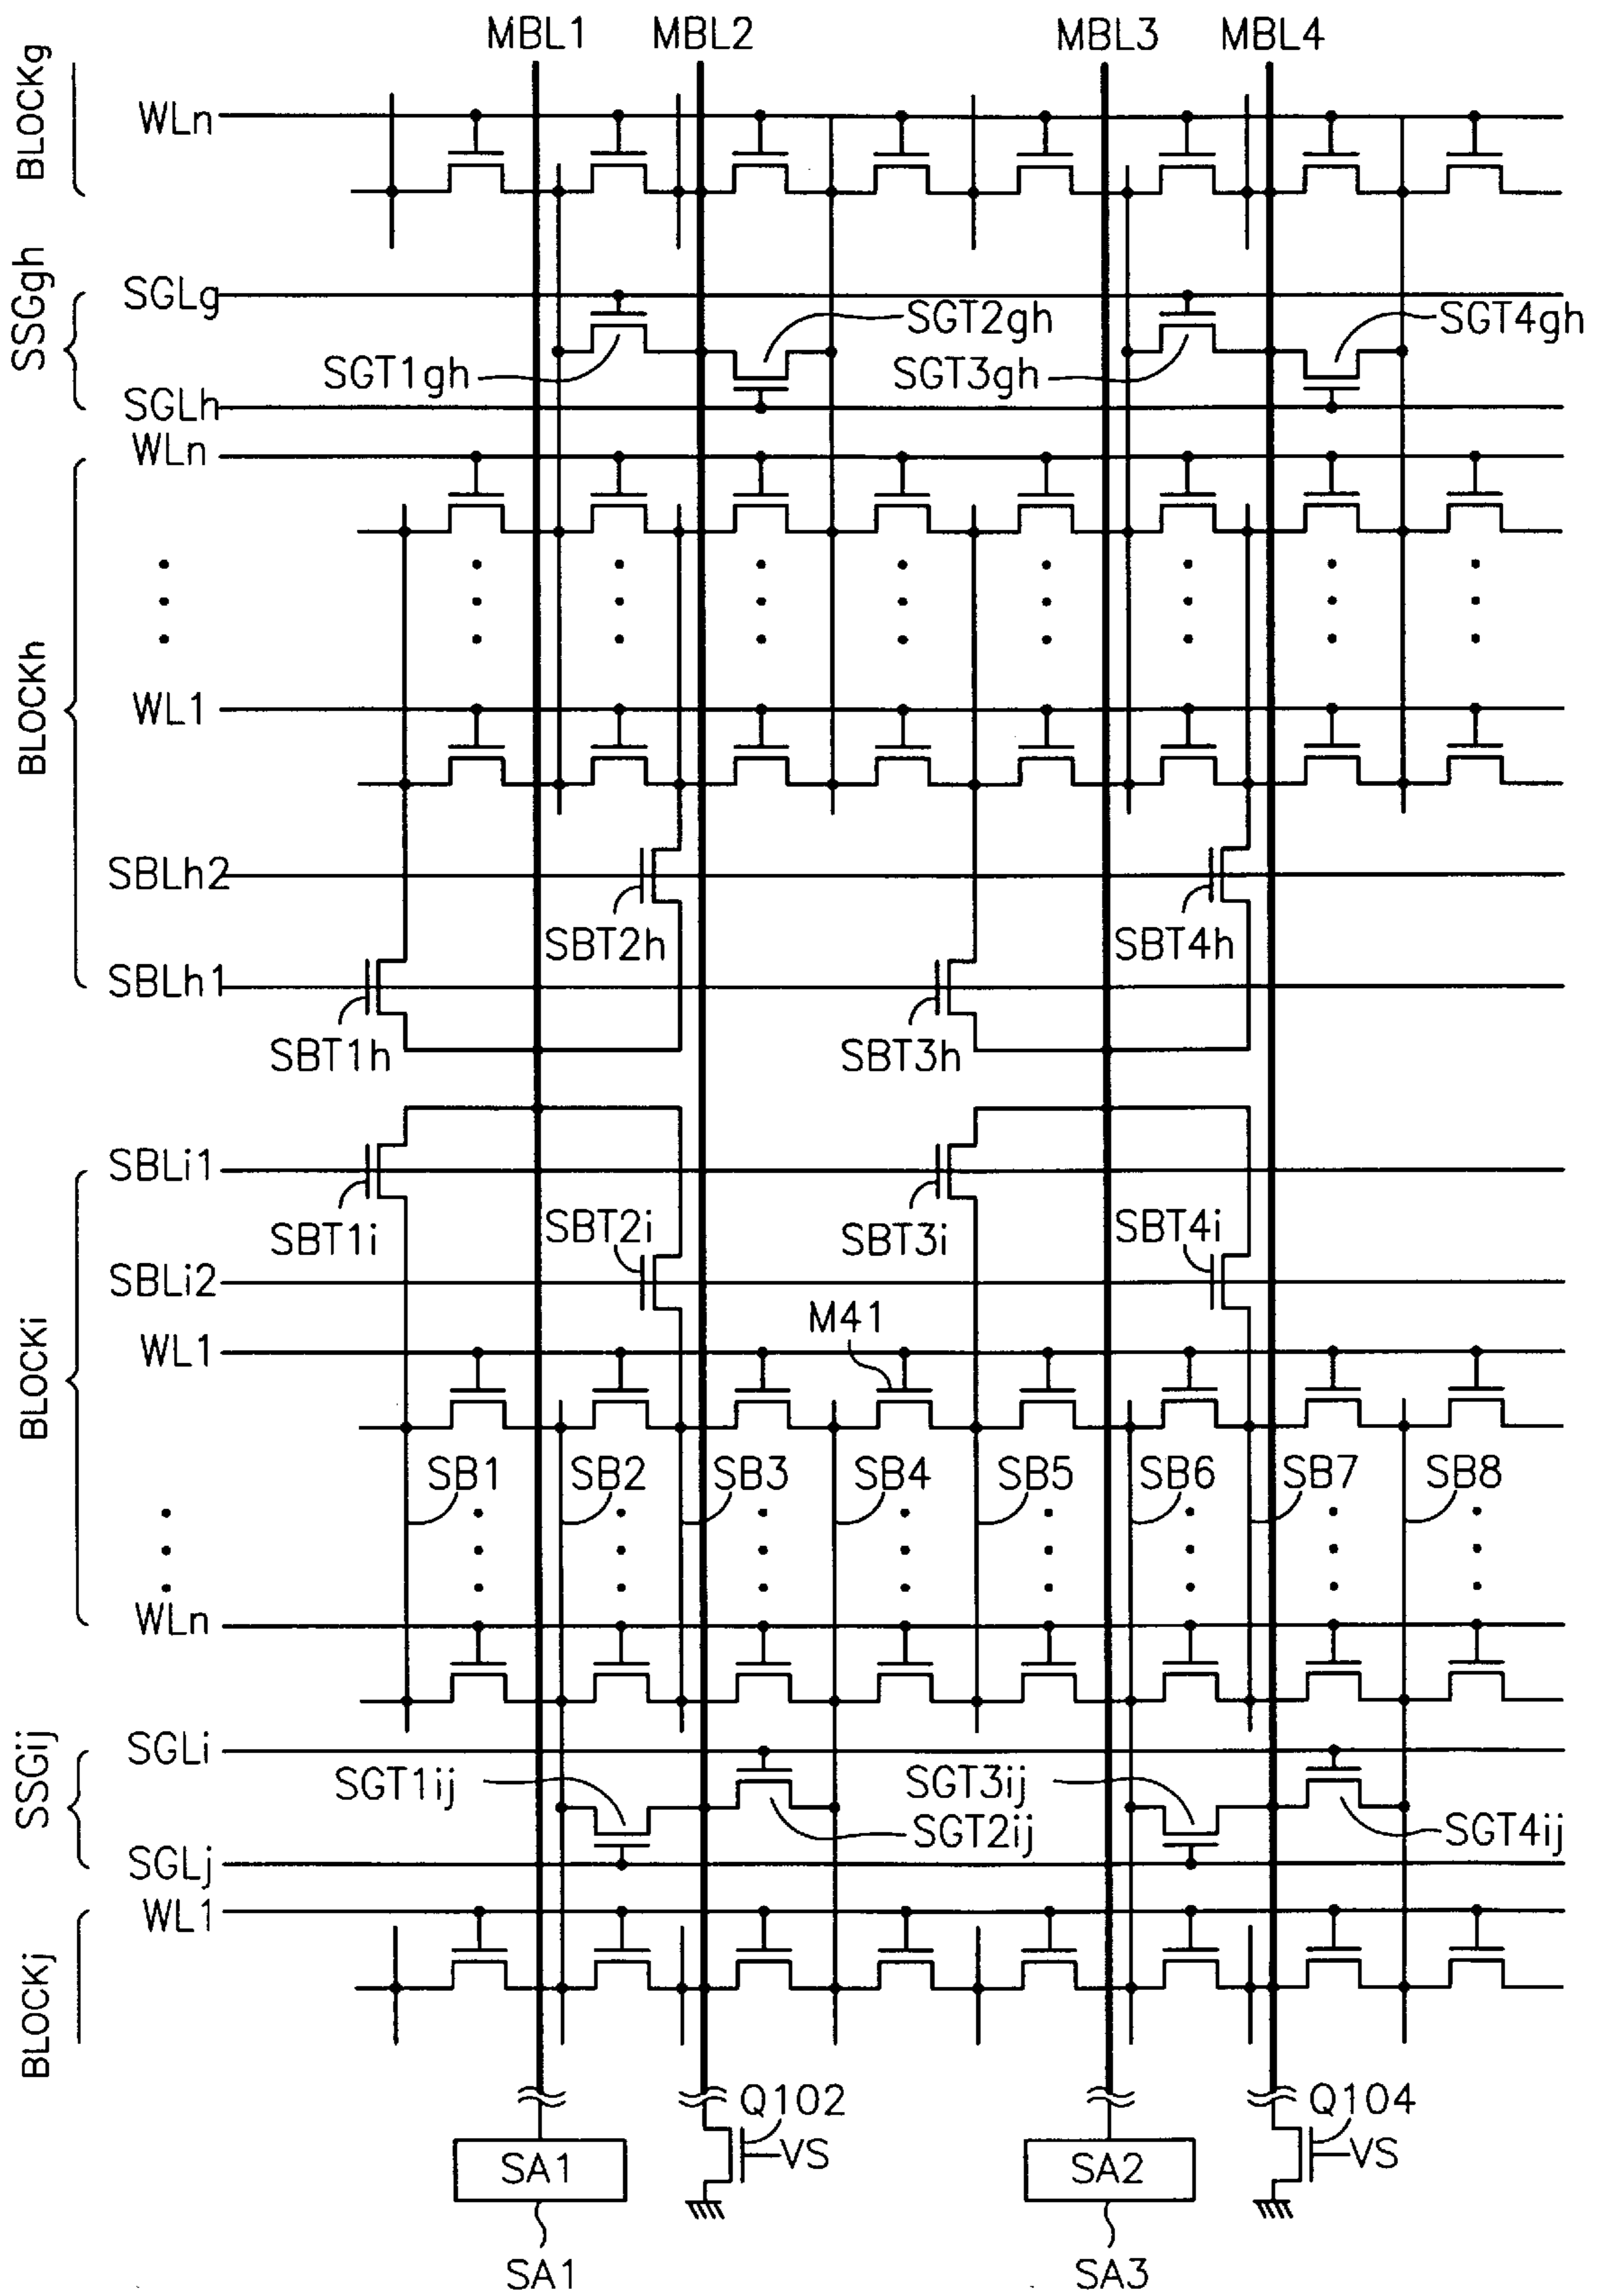 MBL1 MBL2 MBL3 MBL4
BLOCKg
WLn
SSGgh
SGLg
SGT2gh SGT4gh
SGT1gh SGT3gh
SGLh
WLn
BLOCKh
WL1
SBLh2
SBT2h SBT4h
SBLh1
SBT1h SBT3h
SBLi1
SBT1i SBT2i SBT3i SBT4i
SBLi2
M41
WL1
BLOCKi
SB1 SB2 SB3 SB4 SB5 SB6 SB7 SB8
WLn
SSGij
SGLi
SGT1ij SGT3ij
SGT2ij SGT4ij
SGLj
WL1
BLOCKj
Q102 Q104
VS VS
SA1 SA2
SA1 SA3